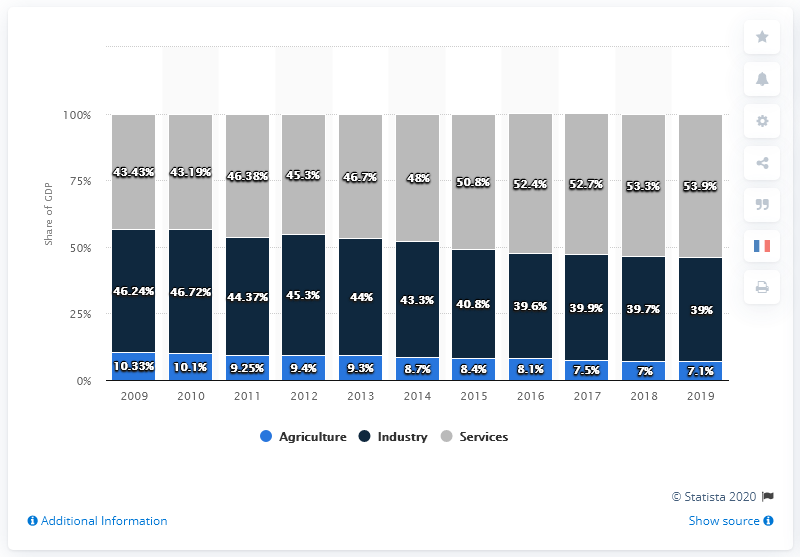 100%
75%
50%
25%
0%
Share of GDP
43.43% 43.19% 46.38% 45.3% 46.7% 48% 50.8% 52.4% 52.7% 53.3% 53.9%
46.24% 46.72% 44.37% 45.3% 44% 43.3% 40.8% 39.6% 39.9% 39.7% 39%
10.33% 10.1% 9.25% 9.4% 9.3% 8.7% 8.4% 8.1% 7.5% 7% 7.1%
2009 2010 2011 2012 2013 2014 2015 2016 2017 2018 2019
Agriculture Industry Services
© Statista 2020
Additional Information
Show source